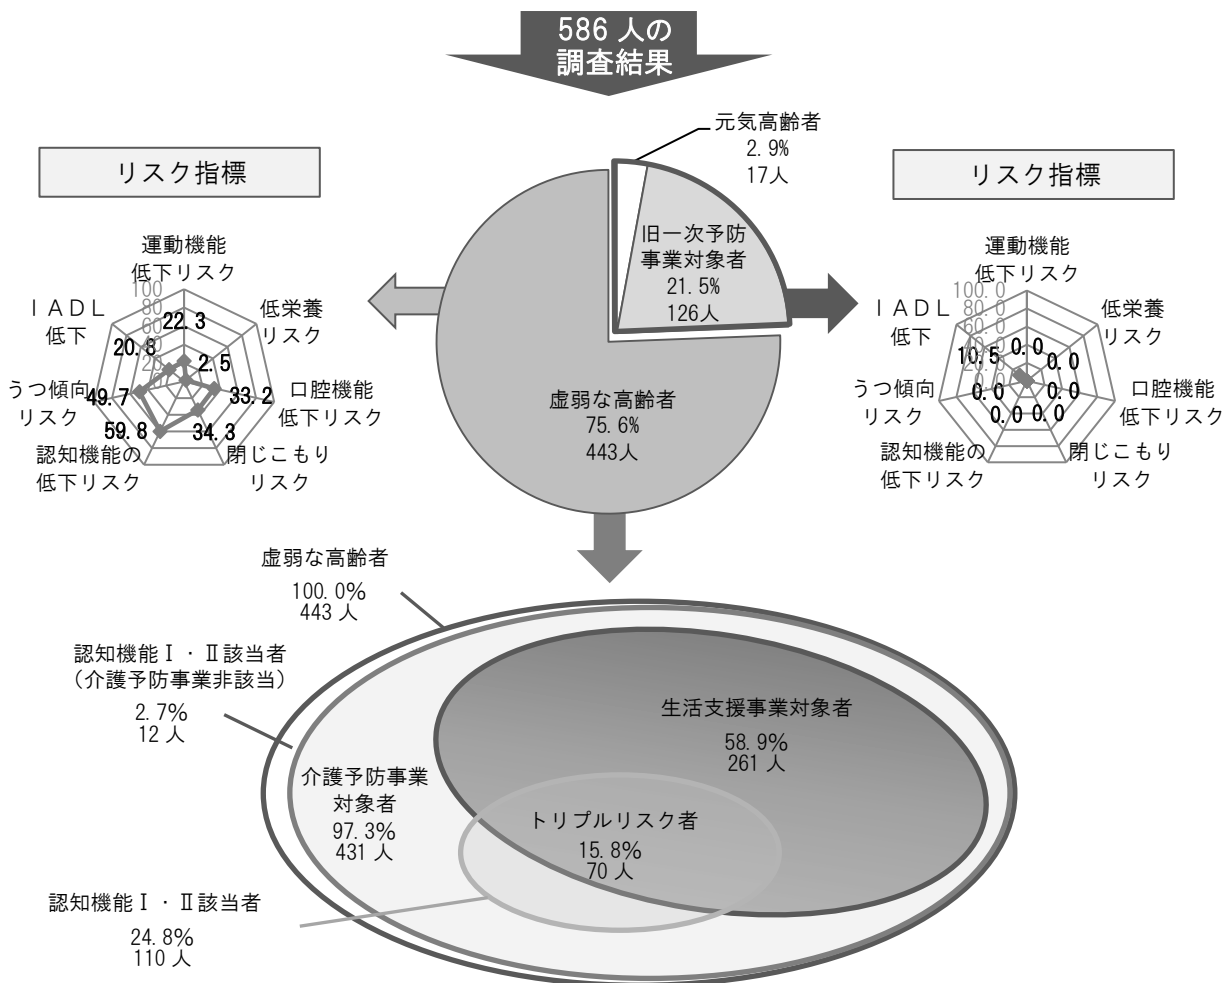 586 人の
調査結果
元気高齢者
2.9%
17人
旧一次予防
事業対象者
21.5%
126人
虚弱な高齢者
75.6%
443人
リスク指標
運動機能
低下リスク
低栄養
リスク
口腔機能
低下リスク
閉じこもり
リスク
認知機能の
低下リスク
うつ傾向
リスク
ＩＡＤＬ
低下
100
80
60
40
20
22.3
2.5
33.2
34.3
59.8
49.7
20.8
リスク指標
運動機能
低下リスク
低栄養
リスク
口腔機能
低下リスク
閉じこもり
リスク
認知機能の
低下リスク
うつ傾向
リスク
ＩＡＤＬ
低下
100.0
80.0
60.0
40.0
0.0
0.0
0.0
0.0
0.0
0.0
10.5
虚弱な高齢者
100.0%
443 人
認知機能Ⅰ・Ⅱ該当者
（介護予防事業非該当）
2.7%
12 人
生活支援事業対象者
58.9%
261 人
介護予防事業
対象者
97.3%
431 人
トリプルリスク者
15.8%
70 人
認知機能Ⅰ・Ⅱ該当者
24.8%
110 人